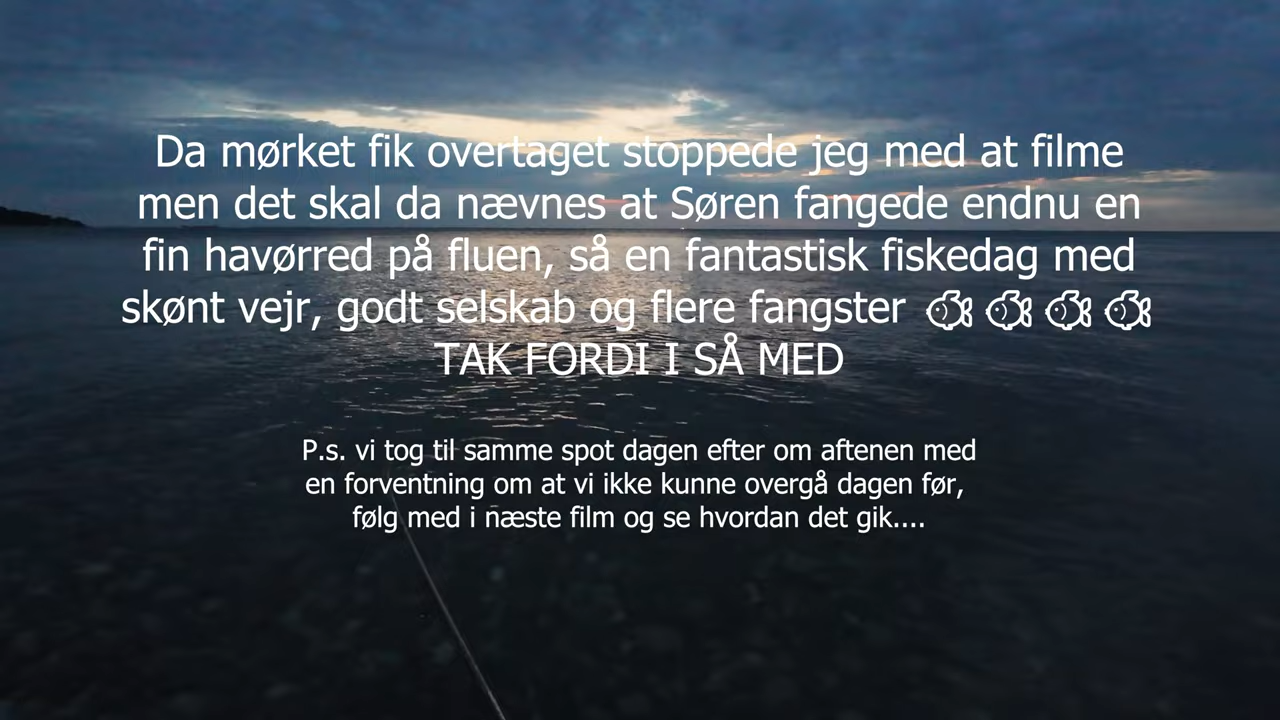 Da mørket fik overtaget stoppede jeg med at filme
men det skal da nævnes at Søren fangede endnu en
fin havørred på fluen, så en fantastisk fiskedag med
skønt vejr, godt selskab og flere fangster 🐠 🐠 🐠 🐠
TAK FORDI I SÅ MED
P.s. vi tog til samme spot dagen efter om aftenen med
en forventning om at vi ikke kunne overgå dagen før,
følg med i næste film og se hvordan det gik....